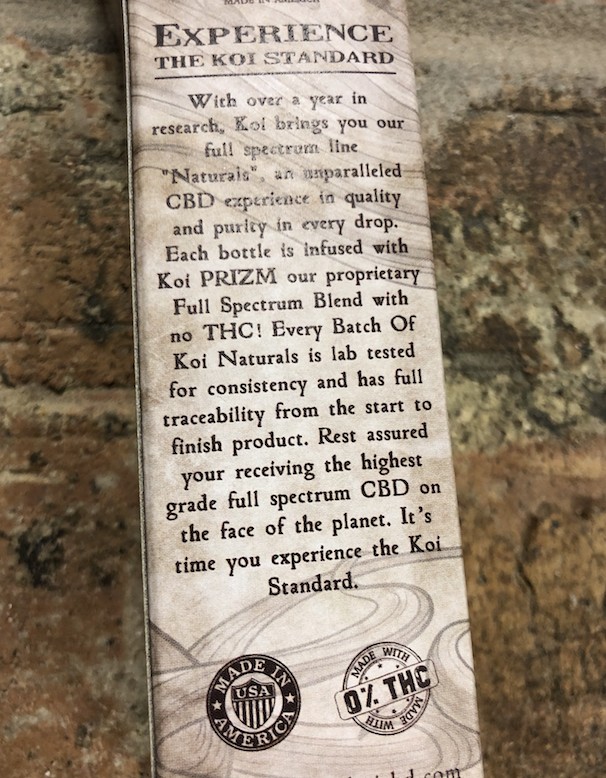 MADE IN AMERICA
EXPERIENCE
THE KOI STANDARD
With over a year in
research, Koi brings you our
full spectrum line
"Naturals", an unparalleled
CBD experience in quality
and purity in every drop.
Each bottle is infused with
Koi PRIZM our proprietary
Full Spectrum Blend with
no THC! Every Batch Of
Koi Naturals is lab tested
for consistency and has full
traceability from the start to
finish product. Rest assured
your receiving the highest
grade full spectrum CBD on
the face of the planet. It's
time you experience the Koi
Standard.
MADE IN
USA
AMERICA
MADE WITH
0% THC
MADE WITH